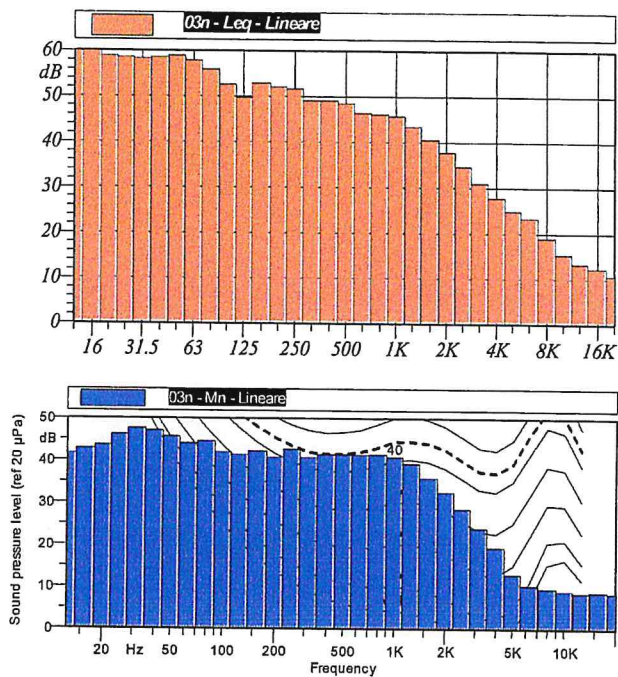 03n - Leq - Lineare
60
dB
50
40
30
20
10
0
16 31.5 63 125 250 500 1K 2K 4K 8K 16K
03n - Mn - Lineare
50
dB
40
30
20
10
0
Sound pressure level (ref 20 µPa)
40
20 Hz 50 100 200 500 1K 2K 5K 10K
Frequency